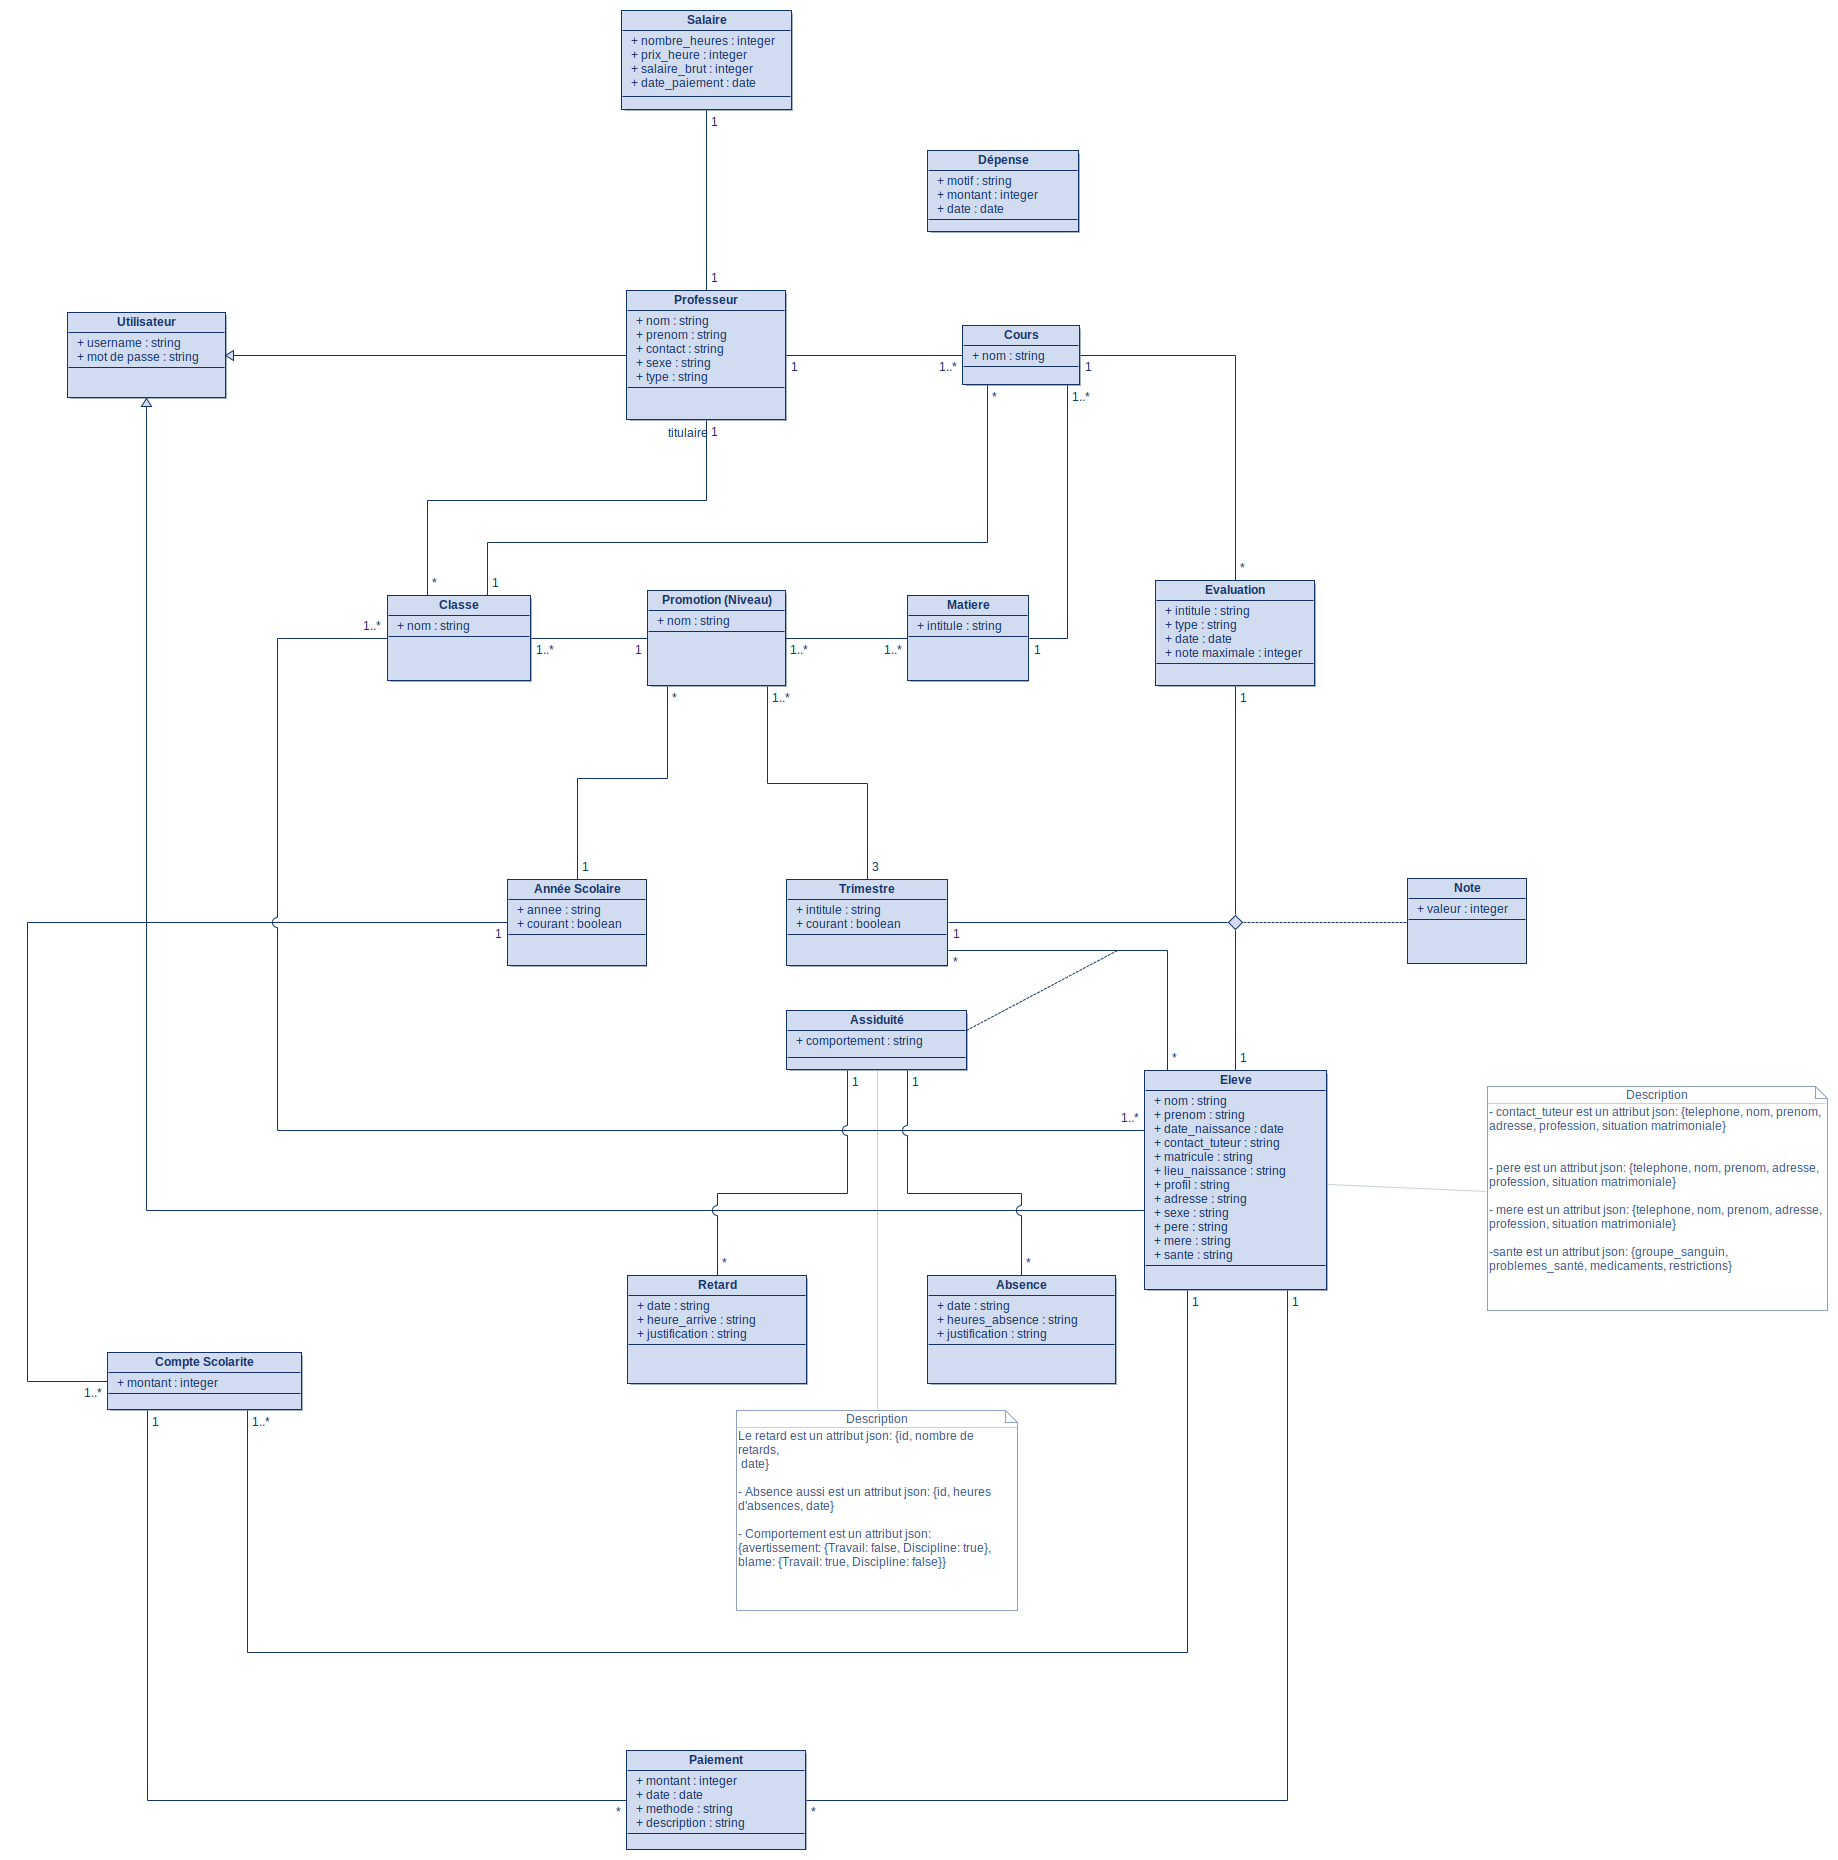 Salaire
+ nombre_heures : integer
+ prix_heure : integer
+ salaire_brut : integer
+ date_paiement : date
1
Dépense
+ motif : string
+ montant : integer
+ date : date
1
Professeur
+ nom : string
+ prenom : string
+ contact : string
+ sexe : string
+ type : string
Utilisateur
+ username : string
+ mot de passe : string
Cours
+ nom : string
1
1..*
1
*
1..*
titulaire
1
*
1
*
Classe
+ nom : string
1..*
1..*
Promotion (Niveau)
+ nom : string
1
1..*
Matiere
+ intitule : string
1..*
1
Evaluation
+ intitule : string
+ type : string
+ date : date
+ note maximale : integer
*
1..*
1
1
3
Année Scolaire
+ annee : string
+ courant : boolean
1
Trimestre
+ intitule : string
+ courant : boolean
1
*
Note
+ valeur : integer
Assiduité
+ comportement : string
*
1
1
1
1..*
Eleve
+ nom : string
+ prenom : string
+ date_naissance : date
+ contact_tuteur : string
+ matricule : string
+ lieu_naissance : string
+ profil : string
+ adresse : string
+ sexe : string
+ pere : string
+ mere : string
+ sante : string
Description
- contact_tuteur est un attribut json: {telephone, nom, prenom,
adresse, profession, situation matrimoniale}
- pere est un attribut json: {telephone, nom, prenom, adresse,
profession, situation matrimoniale}
- mere est un attribut json: {telephone, nom, prenom, adresse,
profession, situation matrimoniale}
-sante est un attribut json: {groupe_sanguin,
problemes_santé, medicaments, restrictions}
*
*
Retard
+ date : string
+ heure_arrive : string
+ justification : string
Absence
+ date : string
+ heures_absence : string
+ justification : string
1
1
Compte Scolarite
+ montant : integer
1..*
1
1..*
Description
Le retard est un attribut json: {id, nombre de
retards,
date}
- Absence aussi est un attribut json: {id, heures
d'absences, date}
- Comportement est un attribut json:
{avertissement: {Travail: false, Discipline: true},
blame: {Travail: true, Discipline: false}}
Paiement
+ montant : integer
+ date : date
+ methode : string
+ description : string
*
*